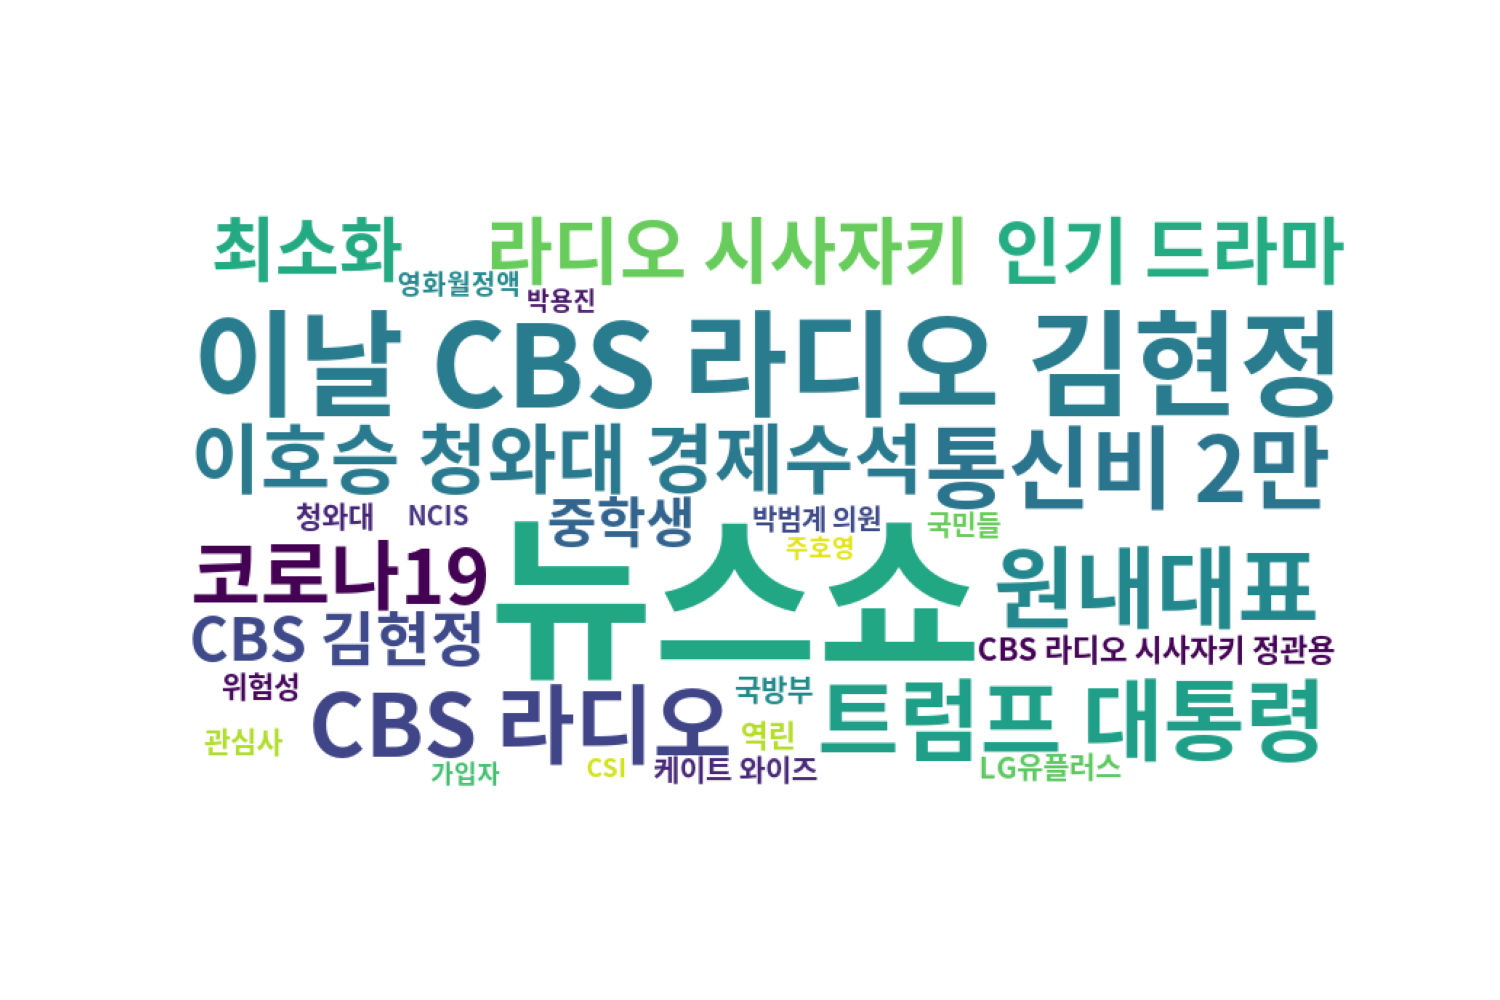 최소화
라디오 시사자키
인기 드라마
영화월정액
박용진
이날 CBS 라디오 김현정
이호승 청와대 경제수석
통신비 2만
청와대
NCIS
중학생
박범계 의원
국민들
주호영
코로나19
뉴스쇼
원내대표
CBS 김현정
CBS 라디오 시사자키 정관용
위험성
CBS 라디오
국방부
트럼프 대통령
관심사
역린
가입자
CSI
케이트 와이즈
LG유플러스